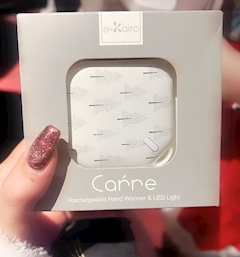 e-Kairo
Carre
Rechargeable Hand Warmer & LED Light